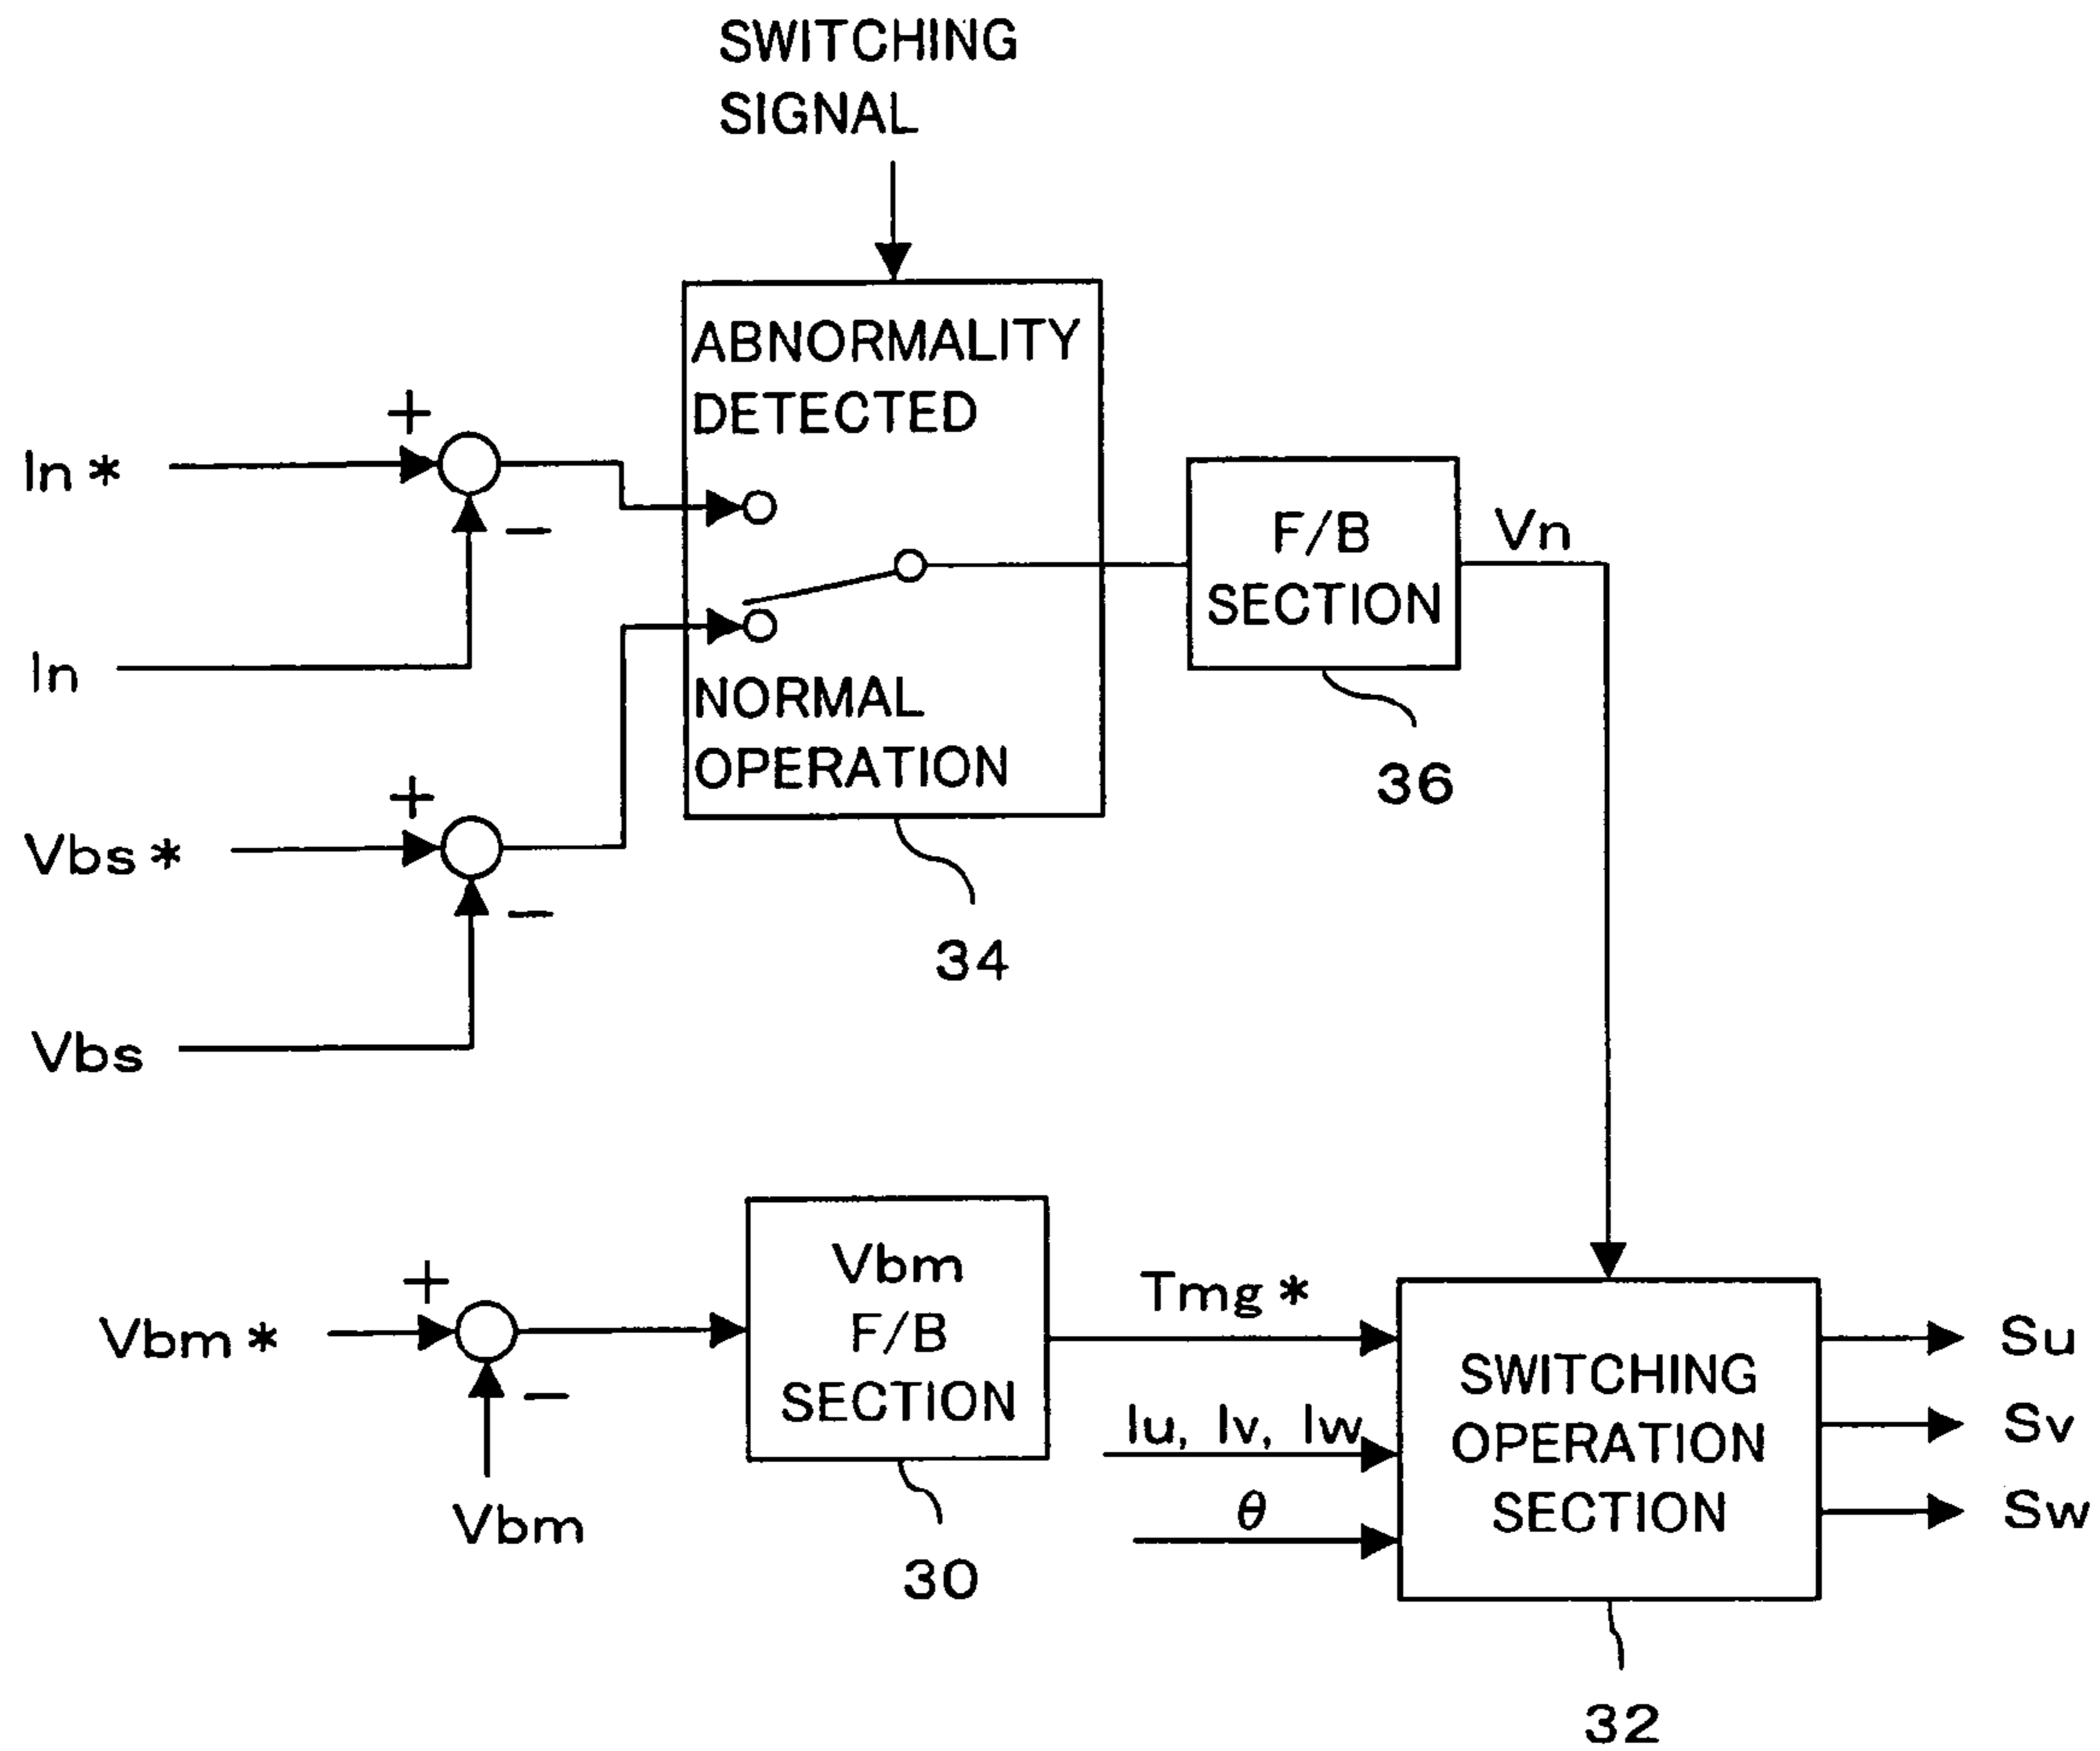 SWITCHING
SIGNAL
ABNORMALITY
DETECTED
+
In *
−
In
F/B
SECTION
Vn
36
NORMAL
OPERATION
+
Vbs *
−
Vbs
34
+
Vbm *
−
Vbm
Vbm
F/B
SECTION
30
Tmg *
Iu, Iv, Iw
θ
SWITCHING
OPERATION
SECTION
32
Su
Sv
Sw